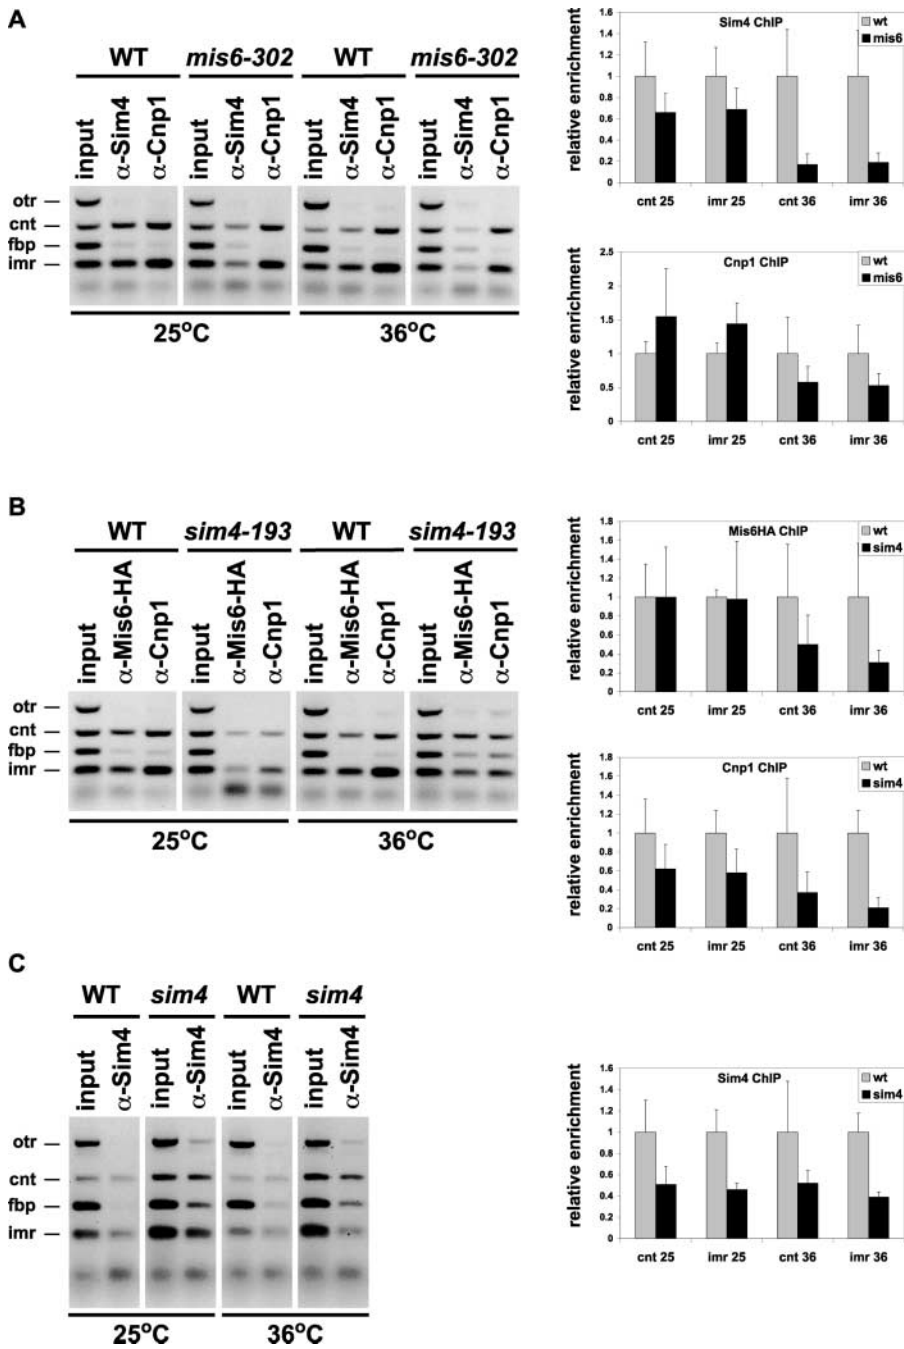 A
WT mis6-302 WT mis6-302
input α-Sim4 α-Cnp1 input α-Sim4 α-Cnp1 input α-Sim4 α-Cnp1 input α-Sim4 α-Cnp1
otr
cnt
fbp
imr
25°C 36°C
Sim4 ChIP
wt
mis6
relative enrichment
1.6
1.4
1.2
1
0.8
0.6
0.4
0.2
0
cnt 25 imr 25 cnt 36 imr 36
Cnp1 ChIP
wt
mis6
relative enrichment
2.5
2
1.5
1
0.5
0
cnt 25 imr 25 cnt 36 imr 36
B
WT sim4-193 WT sim4-193
input α-Mis6-HA α-Cnp1 input α-Mis6-HA α-Cnp1 input α-Mis6-HA α-Cnp1 input α-Mis6-HA α-Cnp1
otr
cnt
fbp
imr
25°C 36°C
Mis6HA ChIP
wt
sim4
relative enrichment
1.8
1.6
1.4
1.2
1
0.8
0.6
0.4
0.2
0
cnt 25 imr 25 cnt 36 imr 36
Cnp1 ChIP
wt
sim4
relative enrichment
1.8
1.6
1.4
1.2
1
0.8
0.6
0.4
0.2
0
cnt 25 imr 25 cnt 36 imr 36
C
WT sim4 WT sim4
input α-Sim4 input α-Sim4 input α-Sim4 input α-Sim4
otr
cnt
fbp
imr
25°C 36°C
Sim4 ChIP
wt
sim4
relative enrichment
1.6
1.4
1.2
1
0.8
0.6
0.4
0.2
0
cnt 25 imr 25 cnt 36 imr 36